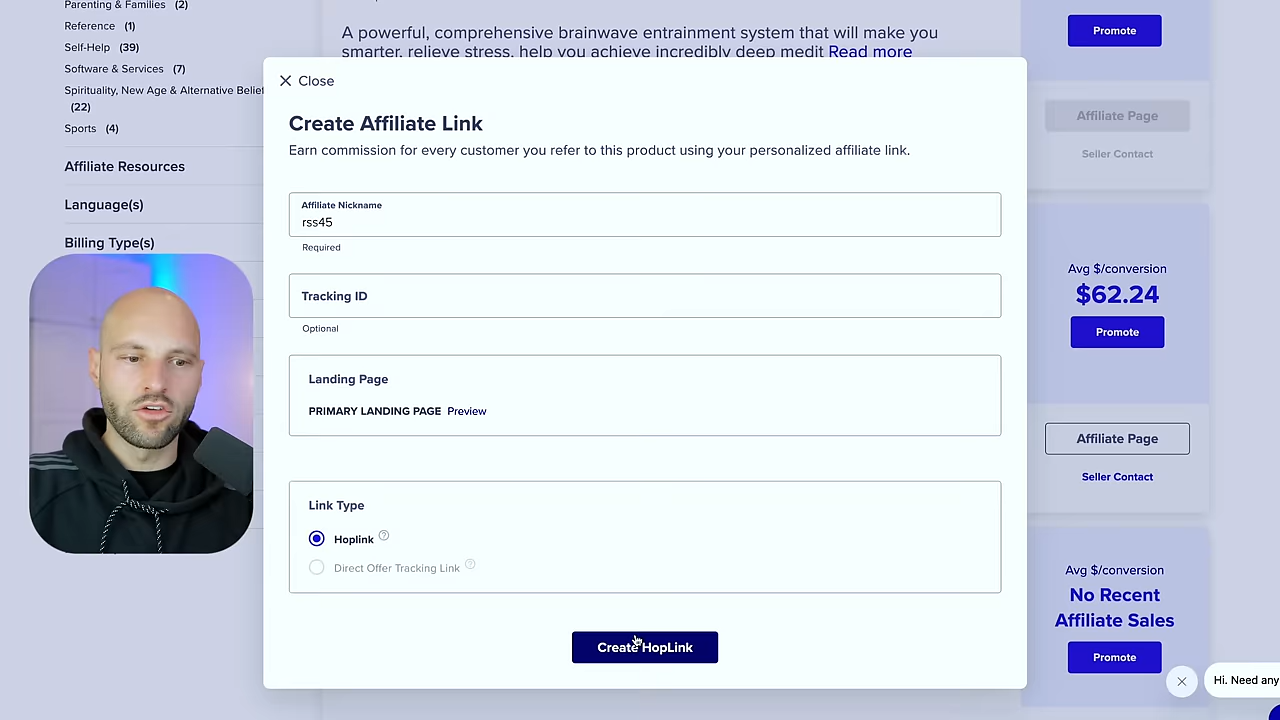 Parenting & Families (2)
Reference (1)
Self-Help (39)
Software & Services (7)
Spirituality, New Age & Alternative Belief
(22)
Sports (4)
Affiliate Resources
Language(s)
Billing Type(s)
A powerful, comprehensive brainwave entrainment system that will make you
smarter, relieve stress, help you achieve incredibly deep medit Read more
Close
Create Affiliate Link
Earn commission for every customer you refer to this product using your personalized affiliate link.
Affiliate Nickname
rss45
Required
Tracking ID
Optional
Landing Page
PRIMARY LANDING PAGE Preview
Link Type
Hoplink ?
Direct Offer Tracking Link ?
Create HopLink
Promote
Affiliate Page
Seller Contact
Avg $/conversion
$62.24
Promote
Affiliate Page
Seller Contact
Avg $/conversion
No Recent
Affiliate Sales
Promote
Hi. Need any